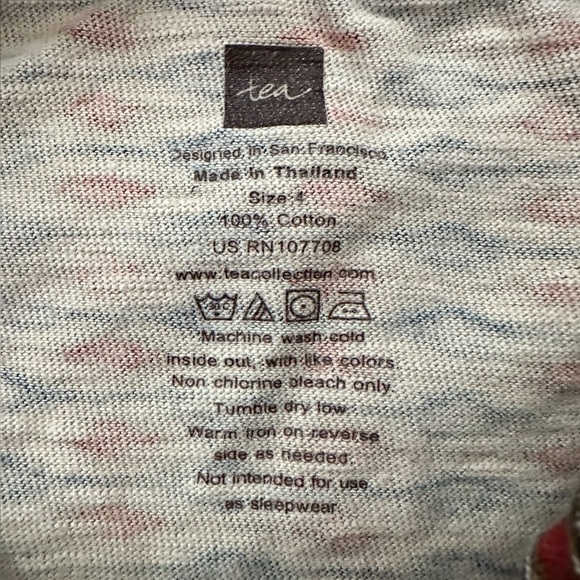 tea
Designed in San Francisco
Made in Thailand
Size 4
100% Cotton
US RN107708
www.teacollection.com
30 C
Machine wash cold
inside out, with like colors.
Non chlorine bleach only
Tumble dry low
Warm iron on reverse
side as needed.
Not intended for use
as sleepwear.